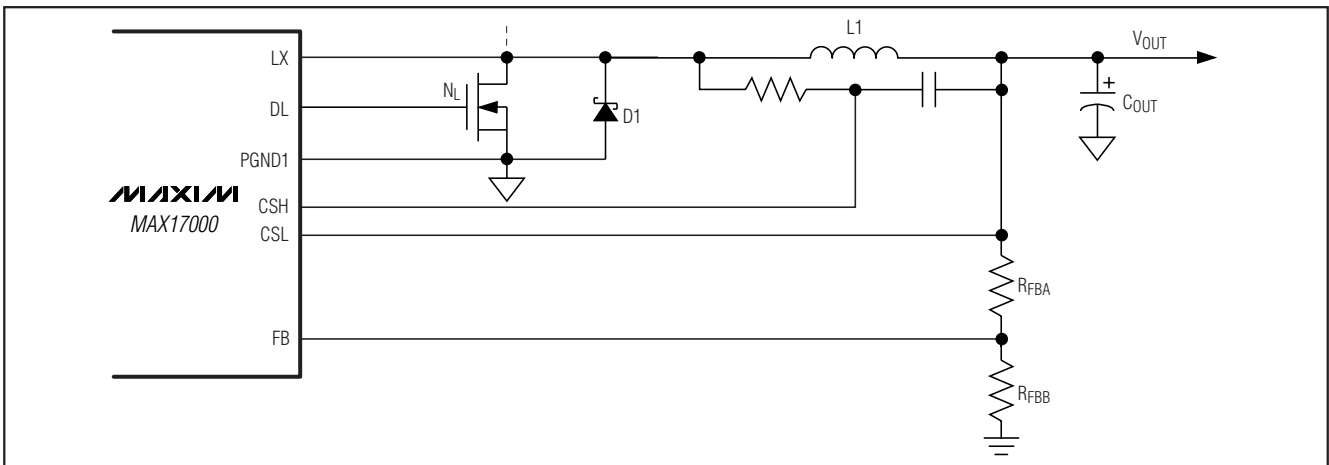 L1
LX
VOUT
NL
+
DL
D1
COUT
PGND1
MAXIM
CSH
MAX17000
CSL
RFBA
FB
RFBB